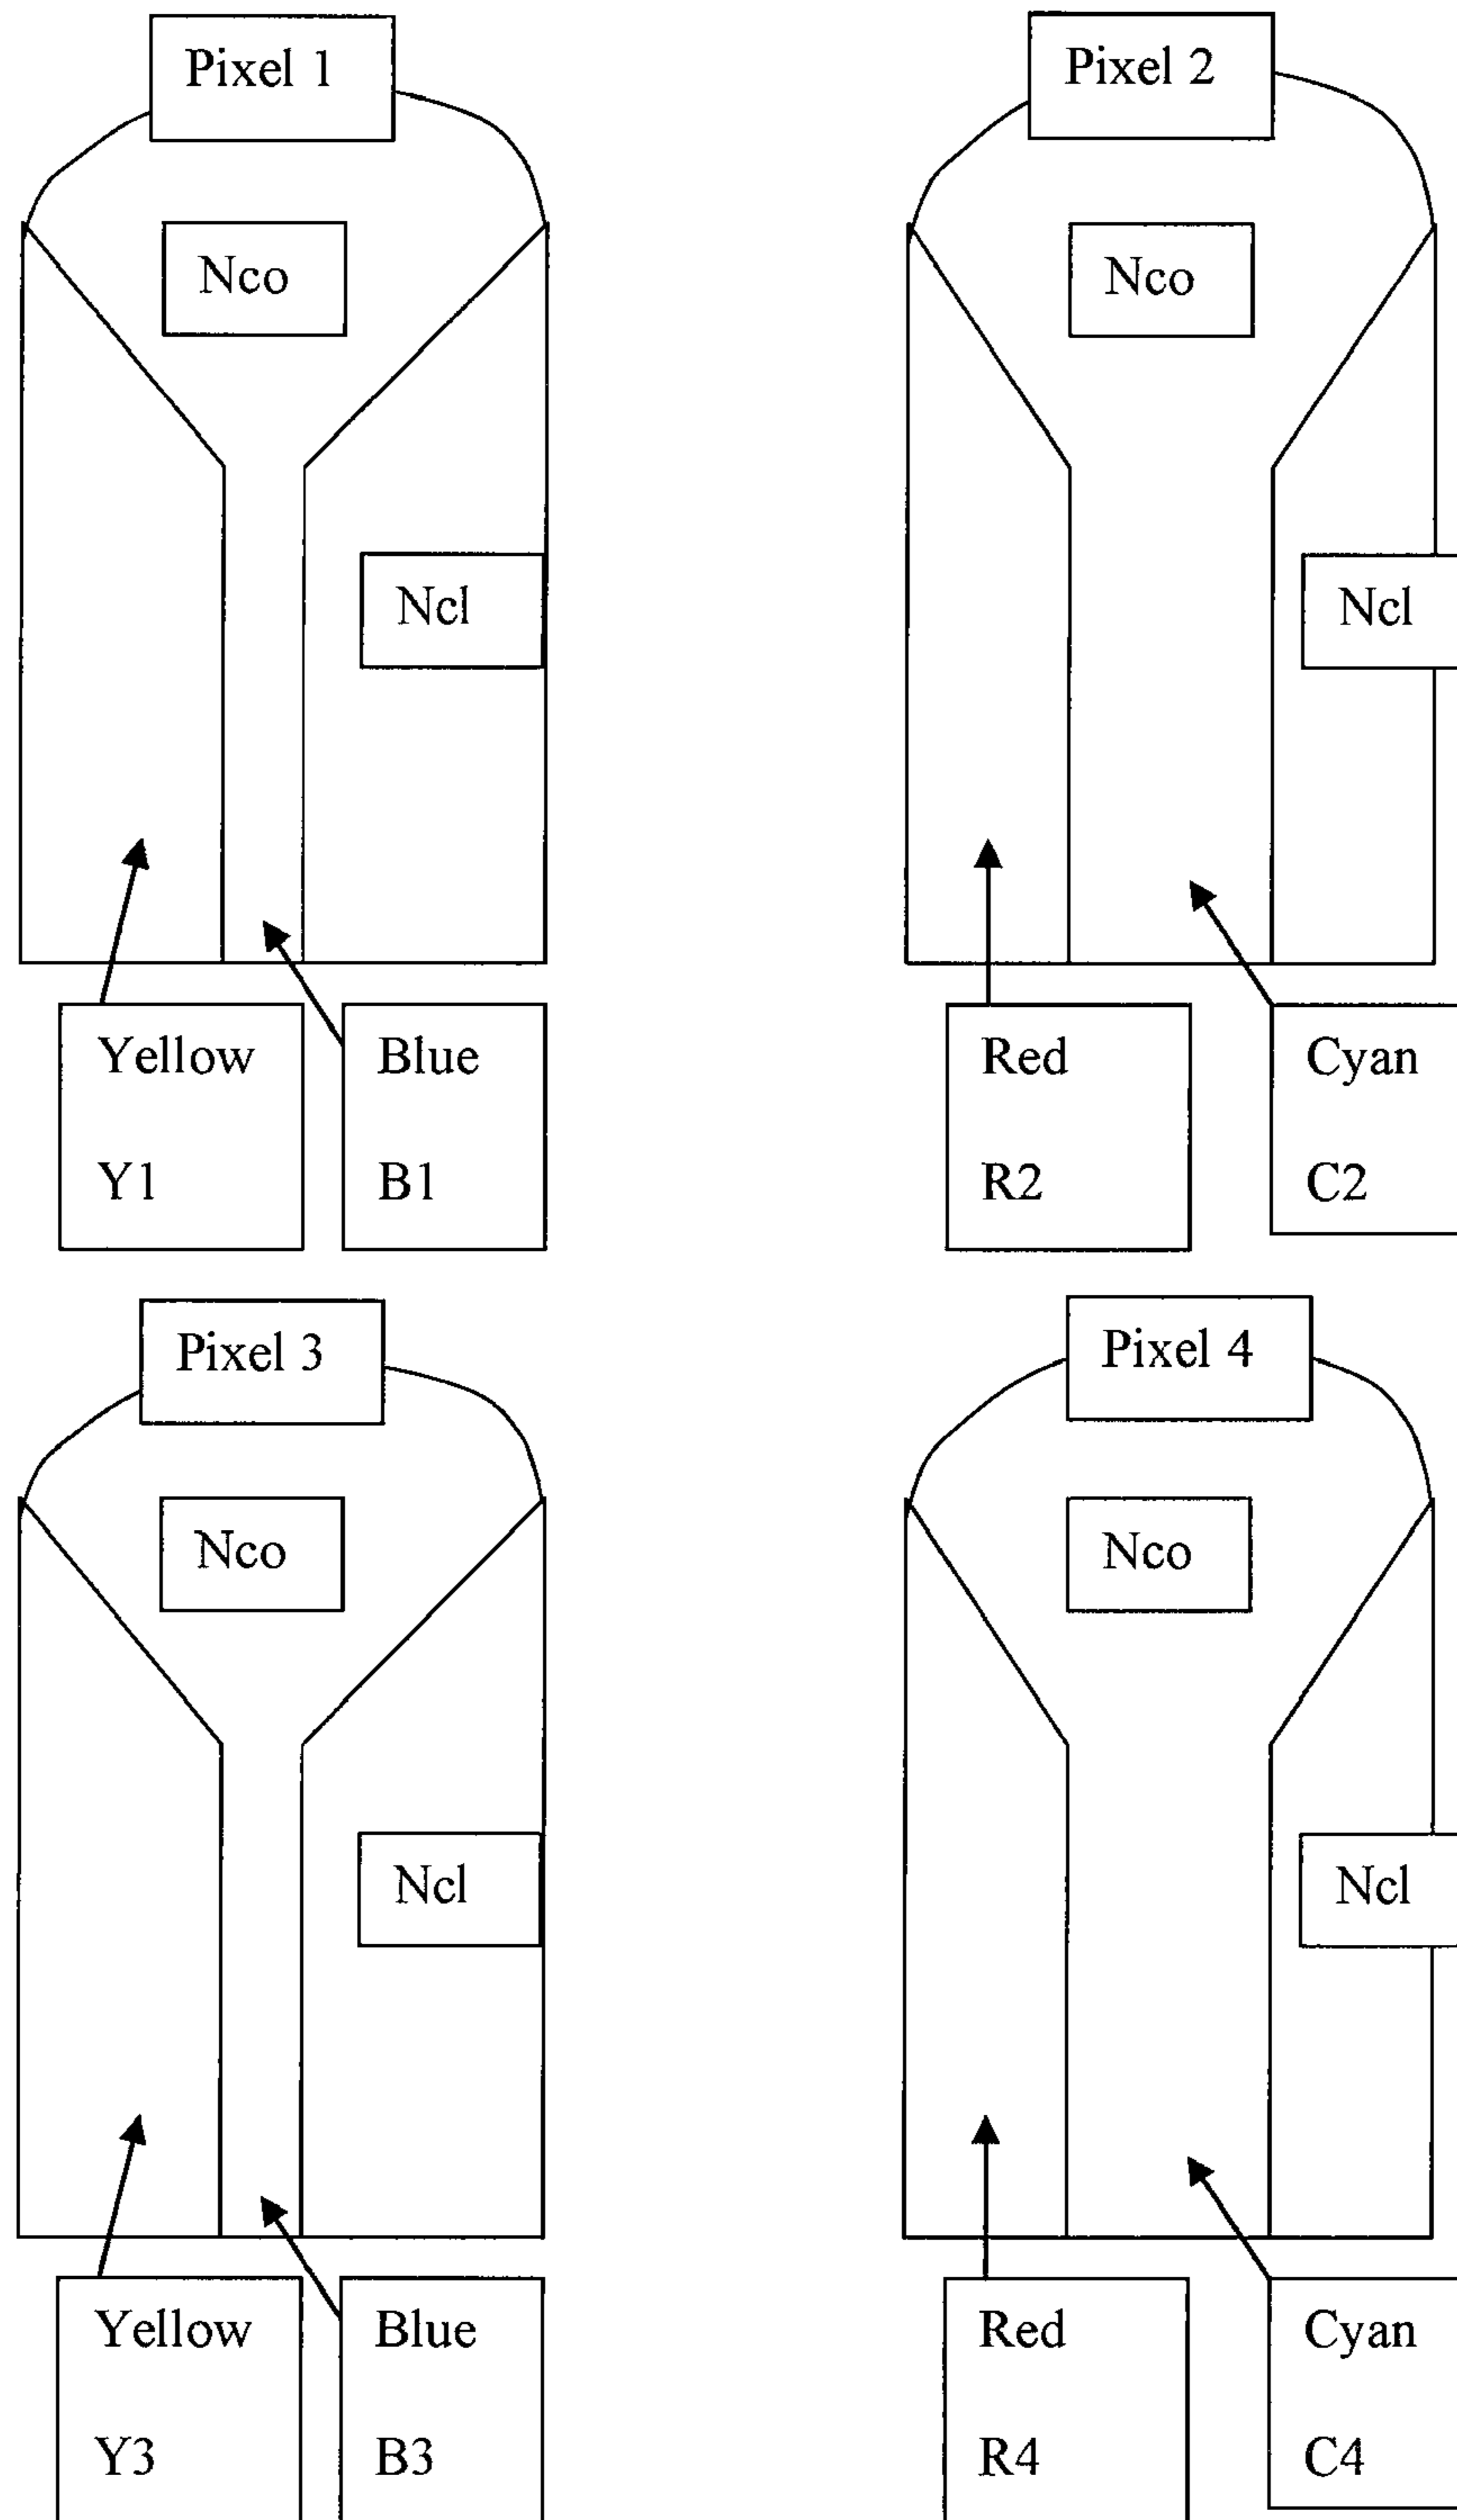 Pixel 1
Pixel 2
Nco
Nco
Ncl
Ncl
Yellow
Y1
Blue
B1
Red
R2
Cyan
C2
Pixel 3
Pixel 4
Nco
Nco
Ncl
Ncl
Yellow
Y3
Blue
B3
Red
R4
Cyan
C4